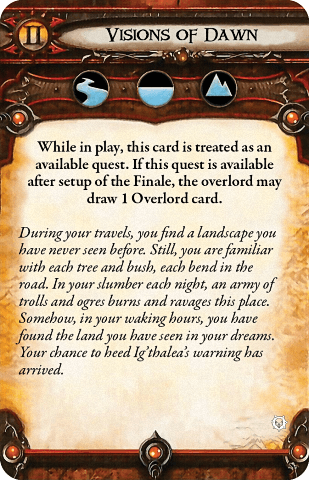 II
Visions of Dawn
While in play, this card is treated as an
available quest. If this quest is available
after setup of the Finale, the overlord may
draw 1 Overlord card.
During your travels, you find a landscape you
have never seen before. Still, you are familiar
with each tree and bush, each bend in the
road. In your slumber each night, an army of
trolls and ogres burns and ravages this place.
Somehow, in your waking hours, you have
found the land you have seen in your dreams.
Your chance to heed Ig'thalea's warning has
arrived.